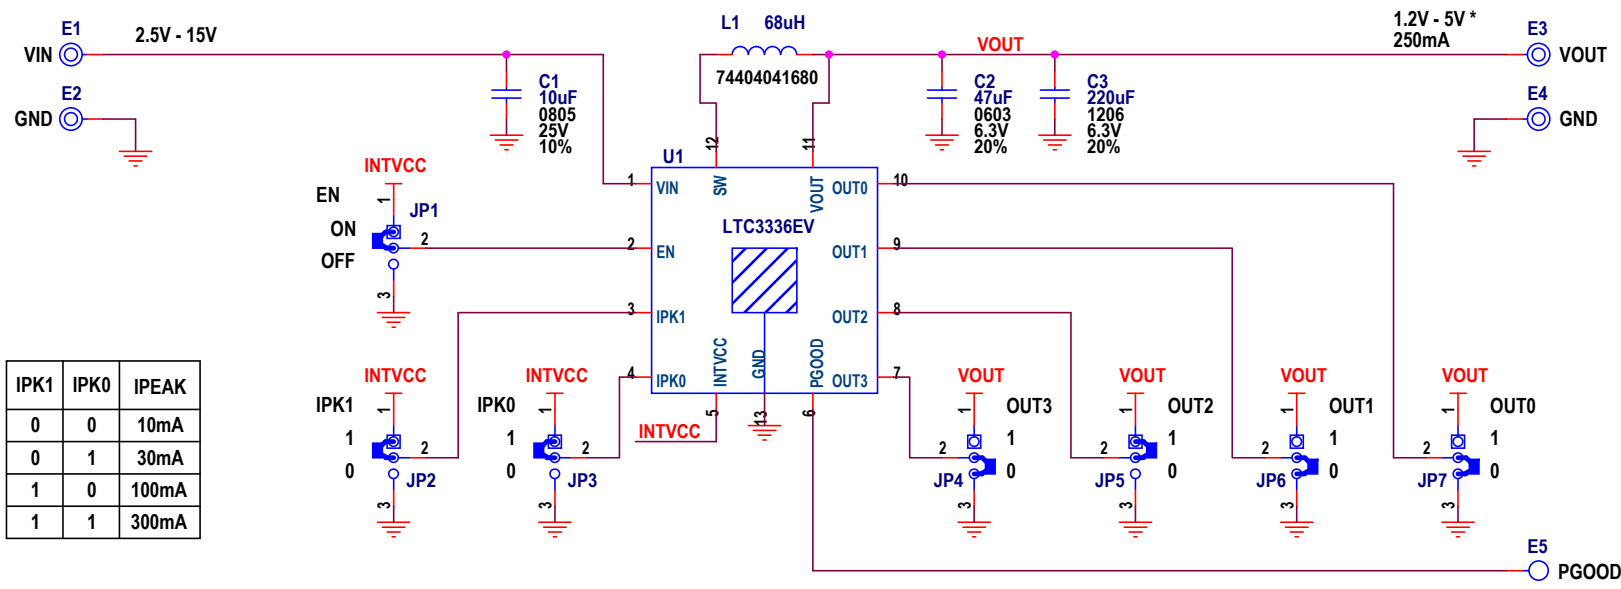 E1
VIN
2.5V - 15V
L1 68uH
74404041680
VOUT
1.2V - 5V *
250mA
E3
VOUT
E2
GND
C1
10uF
0805
25V
10%
C2
47uF
0603
6.3V
20%
C3
220uF
1206
6.3V
20%
E4
GND
INTVCC
EN
ON
OFF
1
JP1
2
3
U1
LTC3336EV
12
11
SW
VOUT
1 VIN
2 EN
3 IPK1
4 IPK0
OUT0 10
OUT1 9
OUT2 8
OUT3 7
INTVCC
GND
PGOOD
5
13
6
INTVCC
IPK1 IPK0 IPEAK
0 0 10mA
0 1 30mA
1 0 100mA
1 1 300mA
INTVCC
IPK1
1
0
1
2
JP2
3
INTVCC
IPK0
1
0
1
2
JP3
3
VOUT
1
OUT3
1
2
0
JP4
3
VOUT
1
OUT2
1
2
0
JP5
3
VOUT
1
OUT1
1
2
0
JP6
3
VOUT
1
OUT0
1
2
0
JP7
3
E5
PGOOD